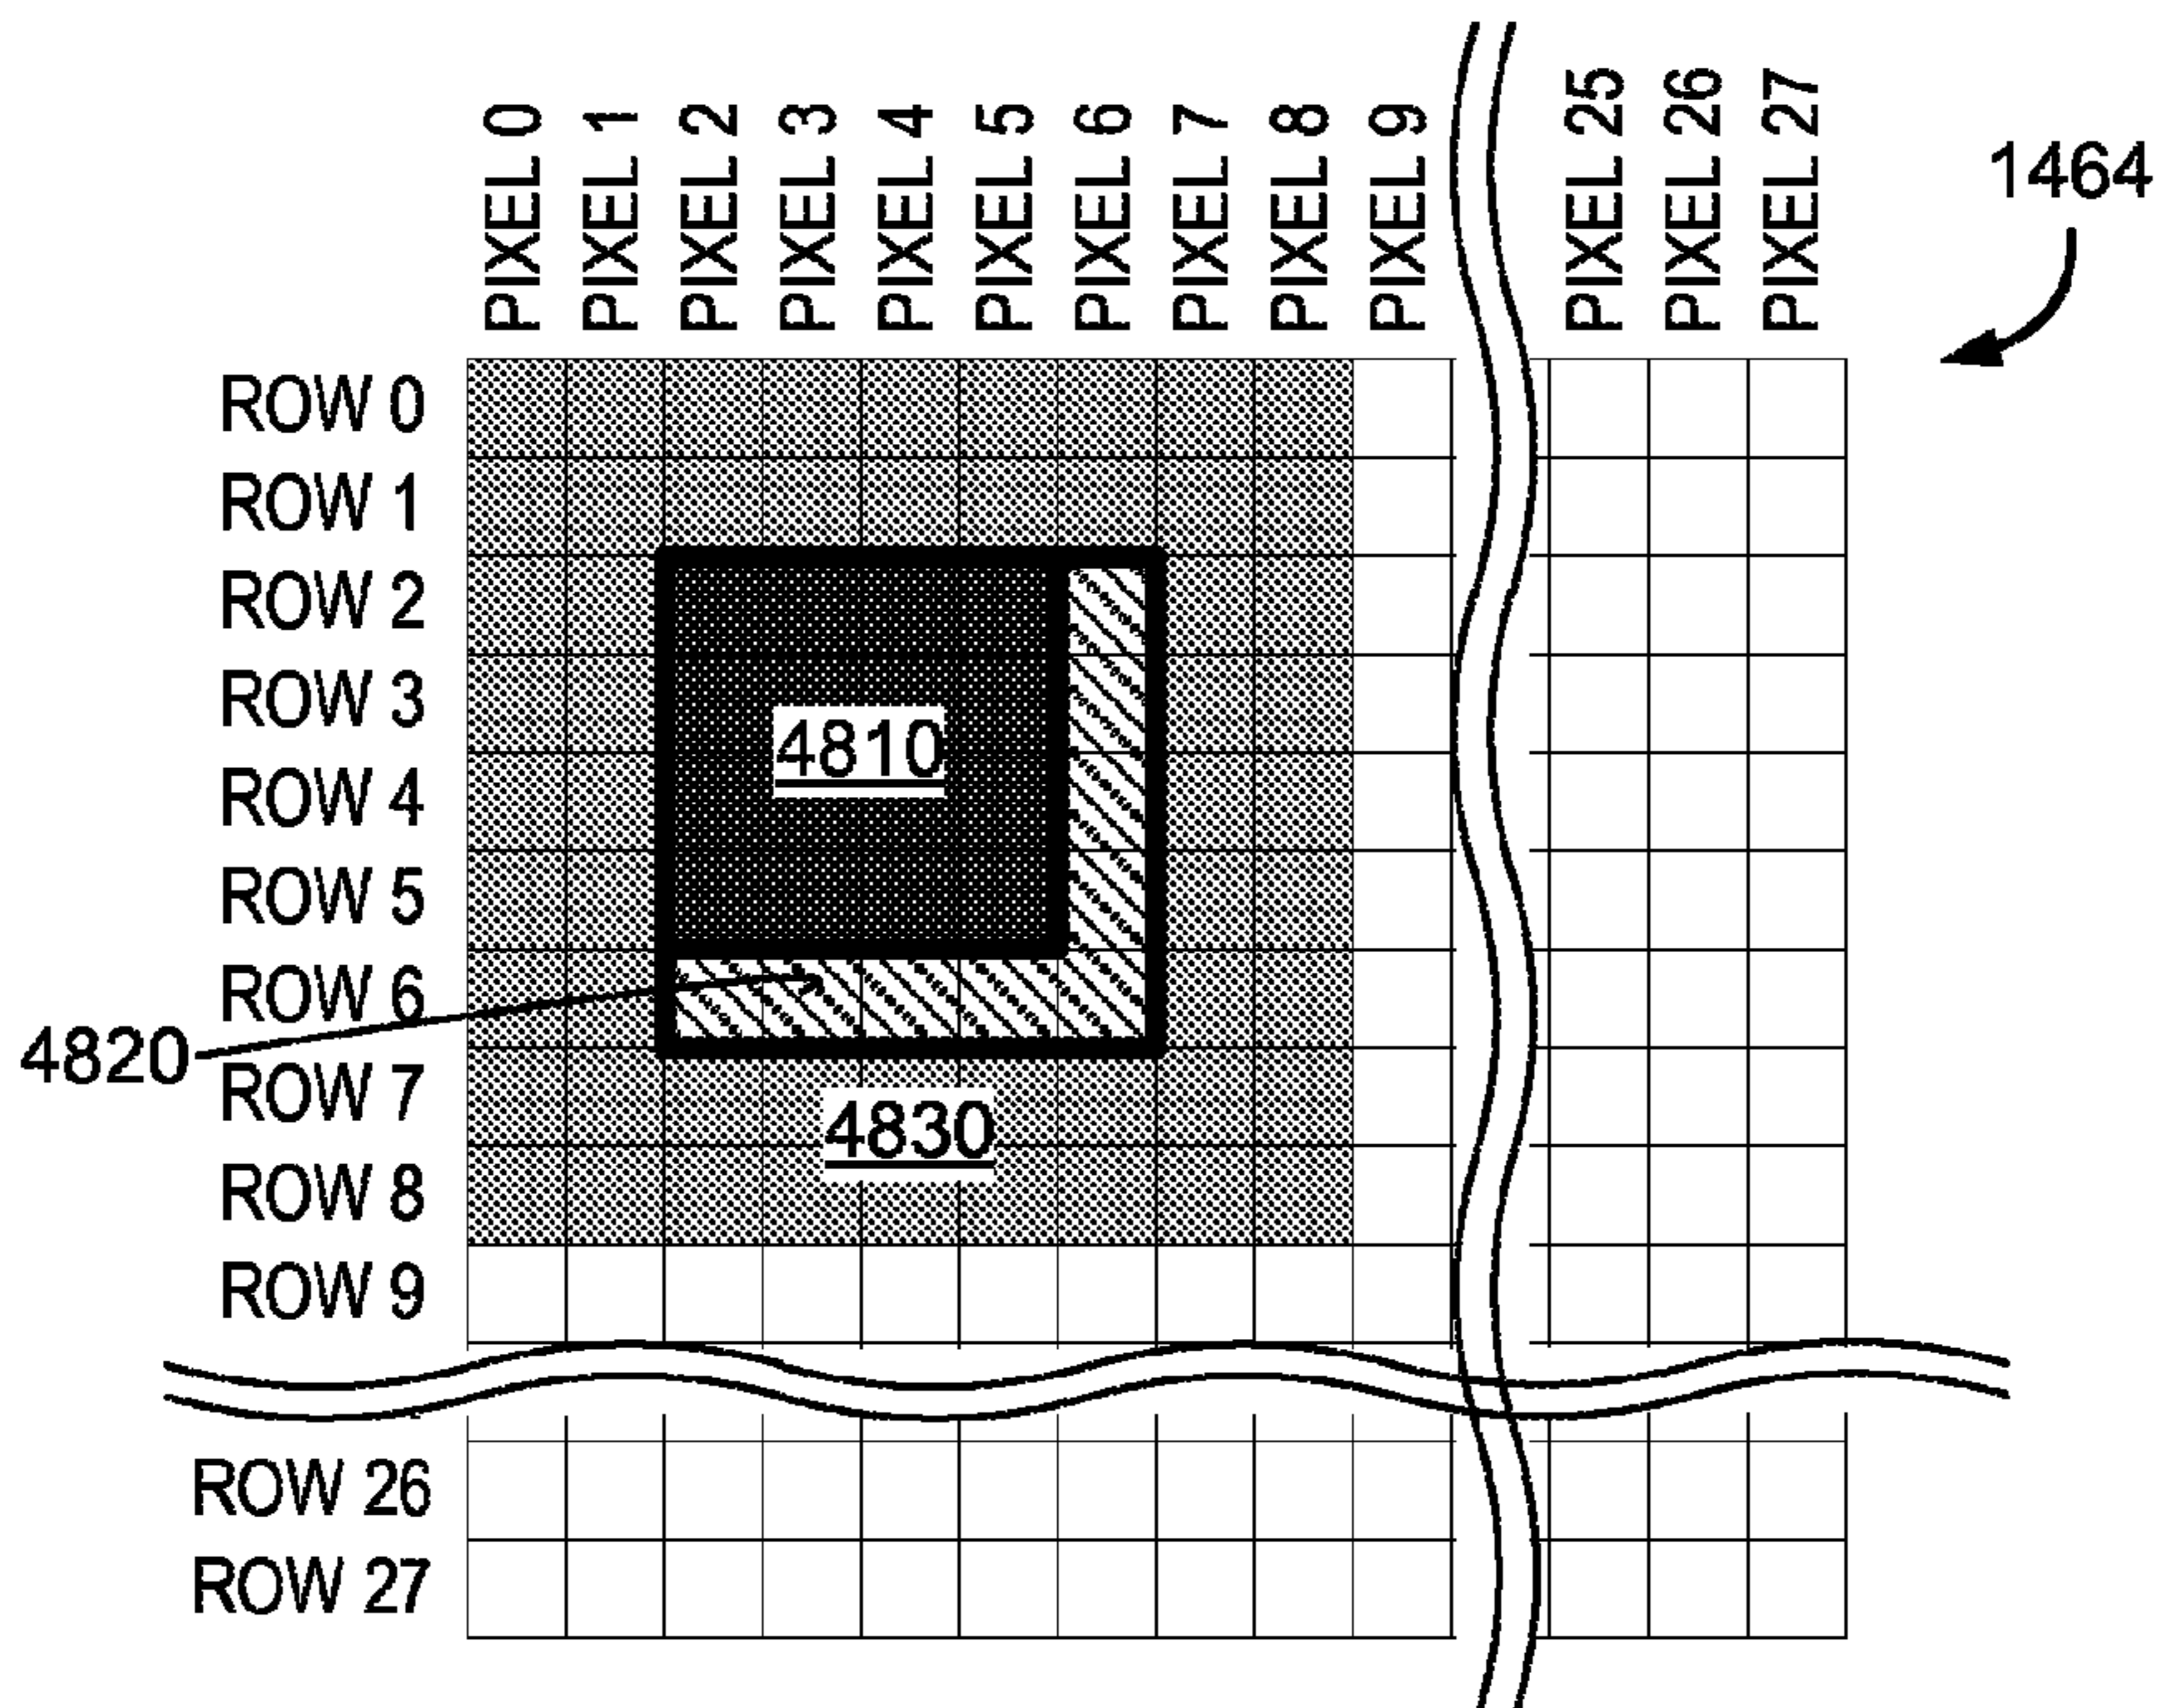 PIXEL 0
PIXEL 1
PIXEL 2
PIXEL 3
PIXEL 4
PIXEL 5
PIXEL 6
PIXEL 7
PIXEL 8
PIXEL 9
PIXEL 25
PIXEL 26
PIXEL 27
1464
ROW 0
ROW 1
ROW 2
ROW 3
4810
ROW 4
ROW 5
ROW 6
4820
ROW 7
4830
ROW 8
ROW 9
ROW 26
ROW 27